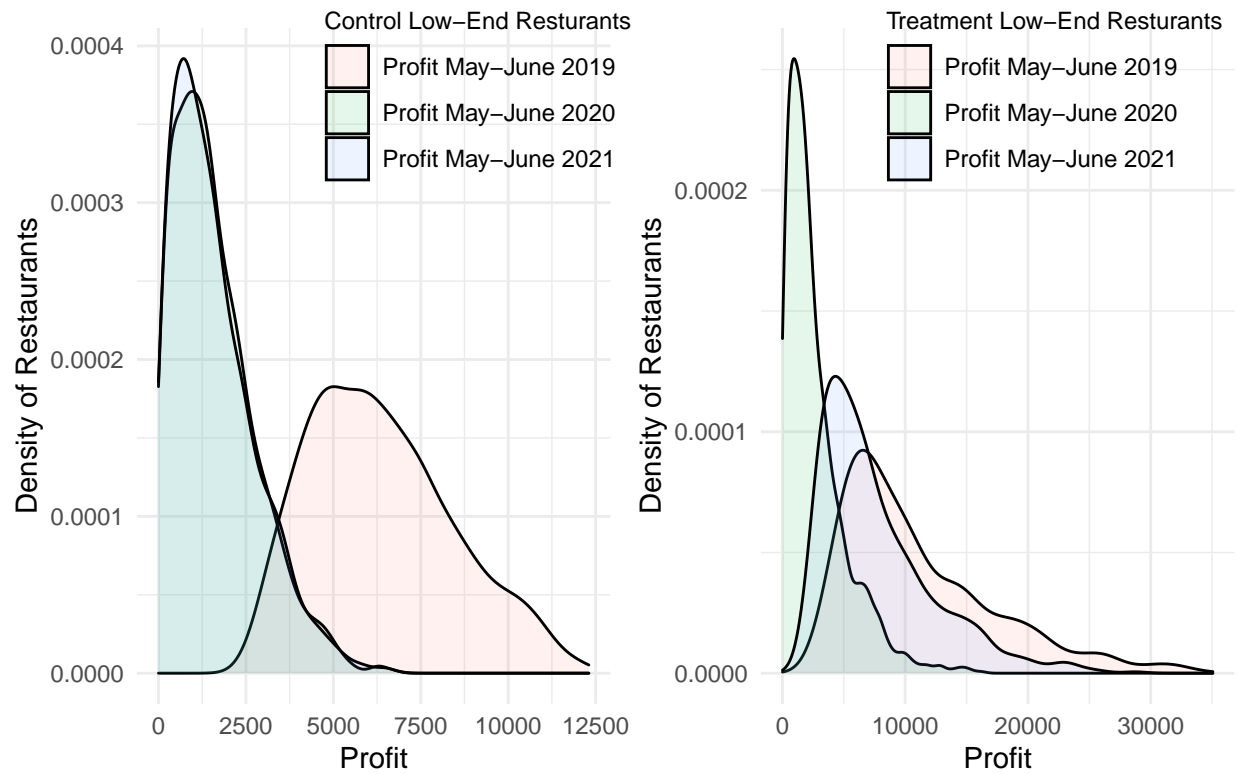 Control Low−End Resturants
Profit May−June 2019
Profit May−June 2020
Profit May−June 2021
0.0004
0.0003
0.0002
0.0001
0.0000
Density of Restaurants
0 2500 5000 7500 10000 12500
Profit
Treatment Low−End Resturants
Profit May−June 2019
Profit May−June 2020
Profit May−June 2021
0.0002
0.0001
0.0000
Density of Restaurants
0 10000 20000 30000
Profit